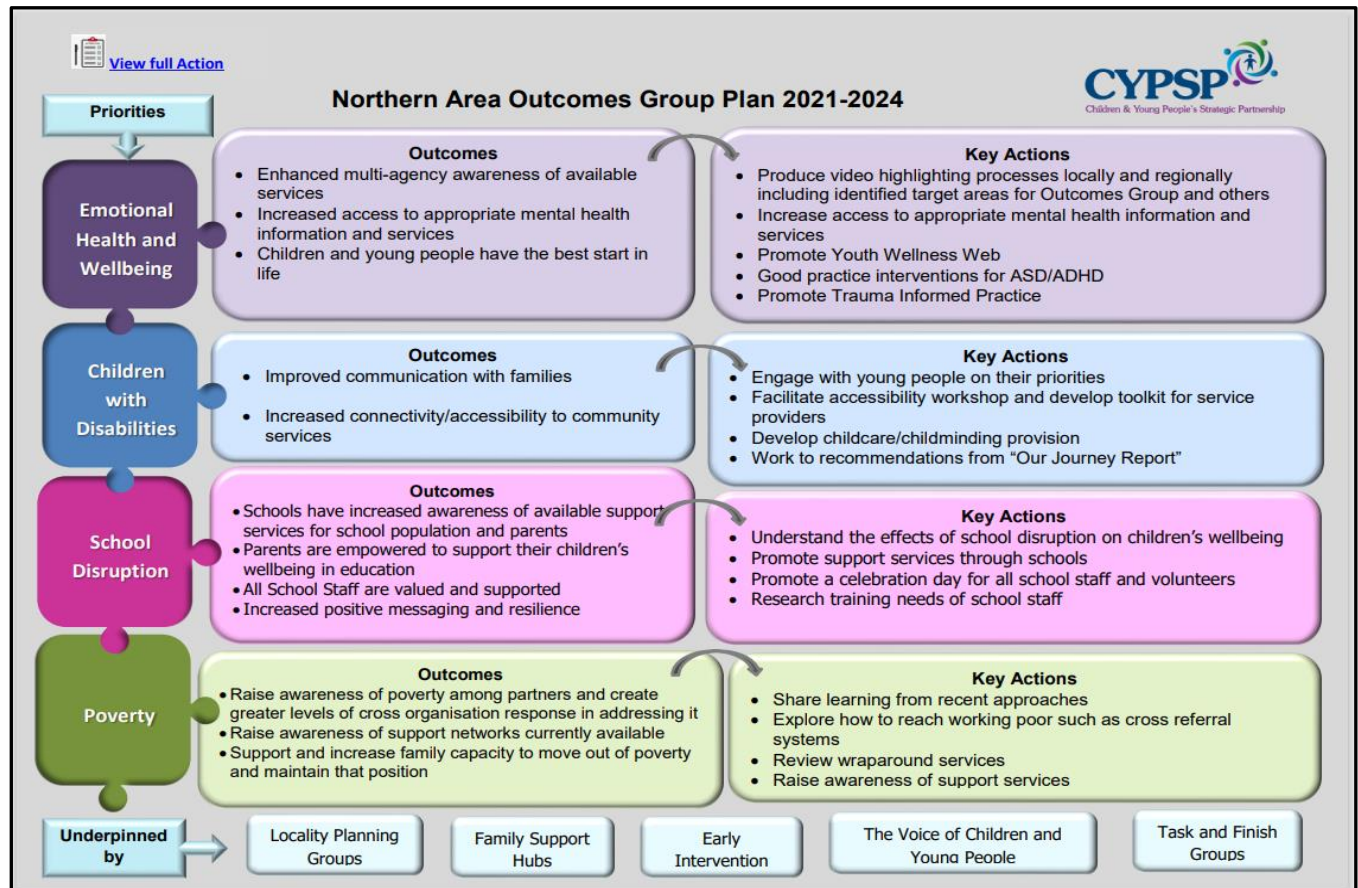 View full Action
CYPSP
Children & Young People's Strategic Partnership
Northern Area Outcomes Group Plan 2021-2024
Priorities
Emotional
Health and
Wellbeing
Outcomes
• Enhanced multi-agency awareness of available
services
• Increased access to appropriate mental health
information and services
• Children and young people have the best start in
life
Key Actions
• Produce video highlighting processes locally and regionally
including identified target areas for Outcomes Group and others
• Increase access to appropriate mental health information and
services
• Promote Youth Wellness Web
• Good practice interventions for ASD/ADHD
• Promote Trauma Informed Practice
Children
with
Disabilities
Outcomes
• Improved communication with families
• Increased connectivity/accessibility to community
services
Key Actions
• Engage with young people on their priorities
• Facilitate accessibility workshop and develop toolkit for service
providers
• Develop childcare/childminding provision
• Work to recommendations from “Our Journey Report”
School
Disruption
Outcomes
• Schools have increased awareness of available support
services for school population and parents
• Parents are empowered to support their children’s
wellbeing in education
• All School Staff are valued and supported
• Increased positive messaging and resilience
Key Actions
• Understand the effects of school disruption on children’s wellbeing
• Promote support services through schools
• Promote a celebration day for all school staff and volunteers
• Research training needs of school staff
Poverty
Outcomes
• Raise awareness of poverty among partners and create
greater levels of cross organisation response in addressing it
• Raise awareness of support networks currently available
• Support and increase family capacity to move out of poverty
and maintain that position
Key Actions
• Share learning from recent approaches
• Explore how to reach working poor such as cross referral
systems
• Review wraparound services
• Raise awareness of support services
Underpinned
by
Locality Planning
Groups
Family Support
Hubs
Early
Intervention
The Voice of Children and
Young People
Task and Finish
Groups